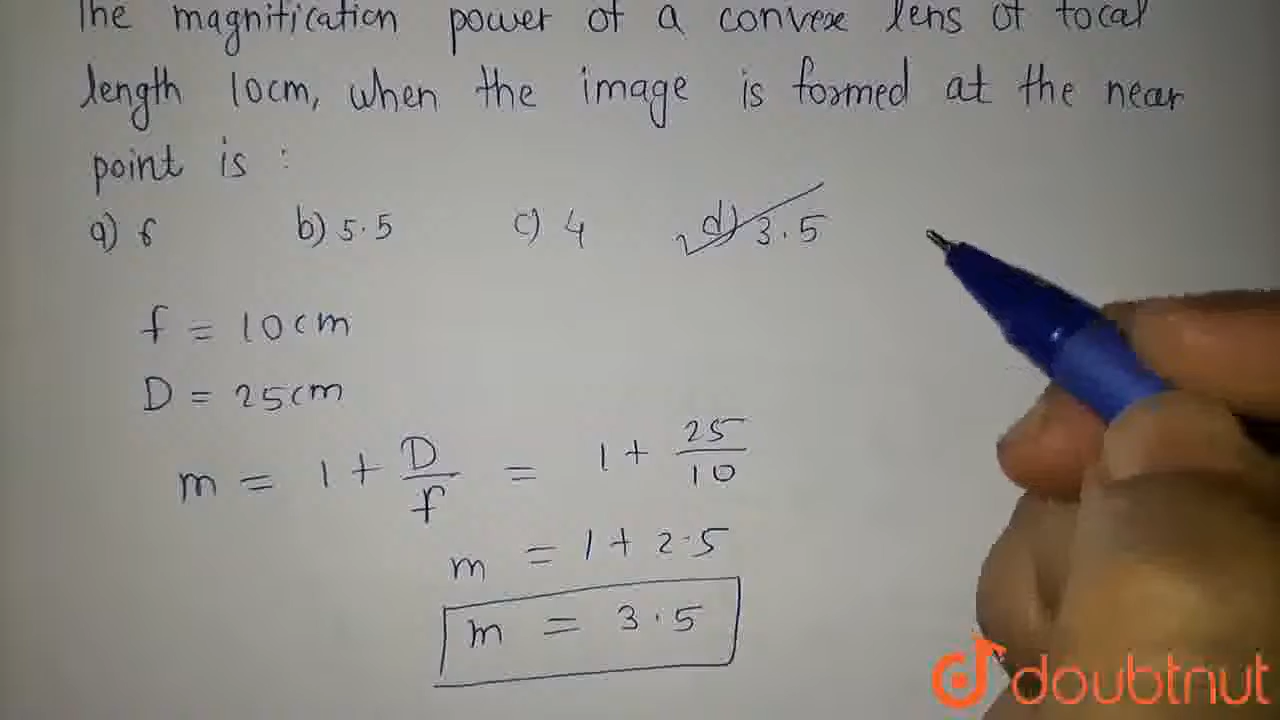 The magnification power of a convex lens of focal
length 10cm, when the image is formed at the near
point is :
a) 6 b) 5.5 c) 4 d) 3.5
f = 10cm
D = 25cm
m = 1 + D/f = 1 + 25/10
m = 1 + 2.5
m = 3.5
doubtnut